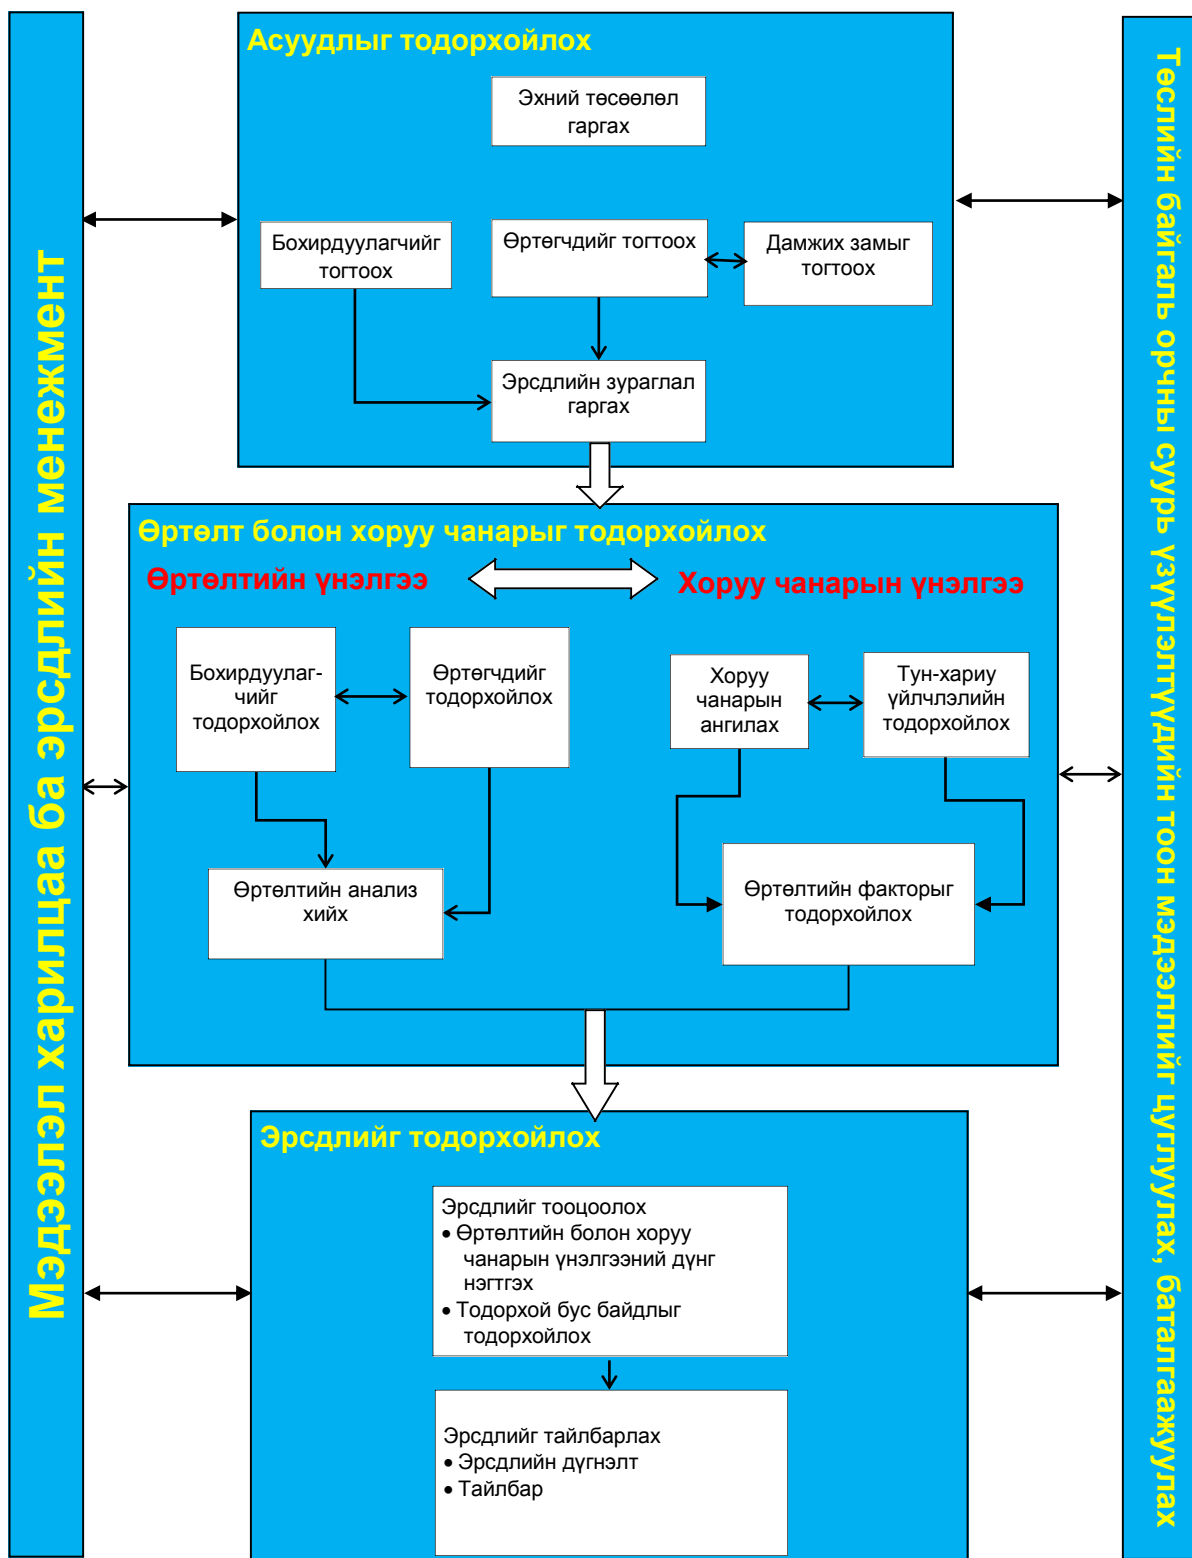 Мэдээлэл харилцаа ба эрсдлийн менежмент
Асуудлыг тодорхойлох
Эхний төсөөлөл
гаргах
Бохирдуулагчийг
тогтоох
Өртөгчдийг тогтоох
Дамжих замыг
тогтоох
Эрсдлийн зураглал
гаргах
Өртөлт болон хоруу чанарыг тодорхойлох
Өртөлтийн үнэлгээ
Хоруу чанарын үнэлгээ
Бохирдуулаг-
чийг
тодорхойлох
Өртөгчдийг
тодорхойлох
Хоруу
чанарын
ангилах
Тун-хариу
үйлчлэлийн
тодорхойлох
Өртөлтийн анализ
хийх
Өртөлтийн факторыг
тодорхойлох
Эрсдлийг тодорхойлох
Эрсдлийг тооцоолох
• Өртөлтийн болон хоруу
чанарын үнэлгээний дүнг
нэгтгэх
• Тодорхой бус байдлыг
тодорхойлох
Эрсдлийг тайлбарлах
• Эрсдлийн дүгнэлт
• Тайлбар
Төслийн байгаль орчны суурь үзүүлэлтүүдийн тоон мэдээллийг цуглуулах, баталгаажуулах